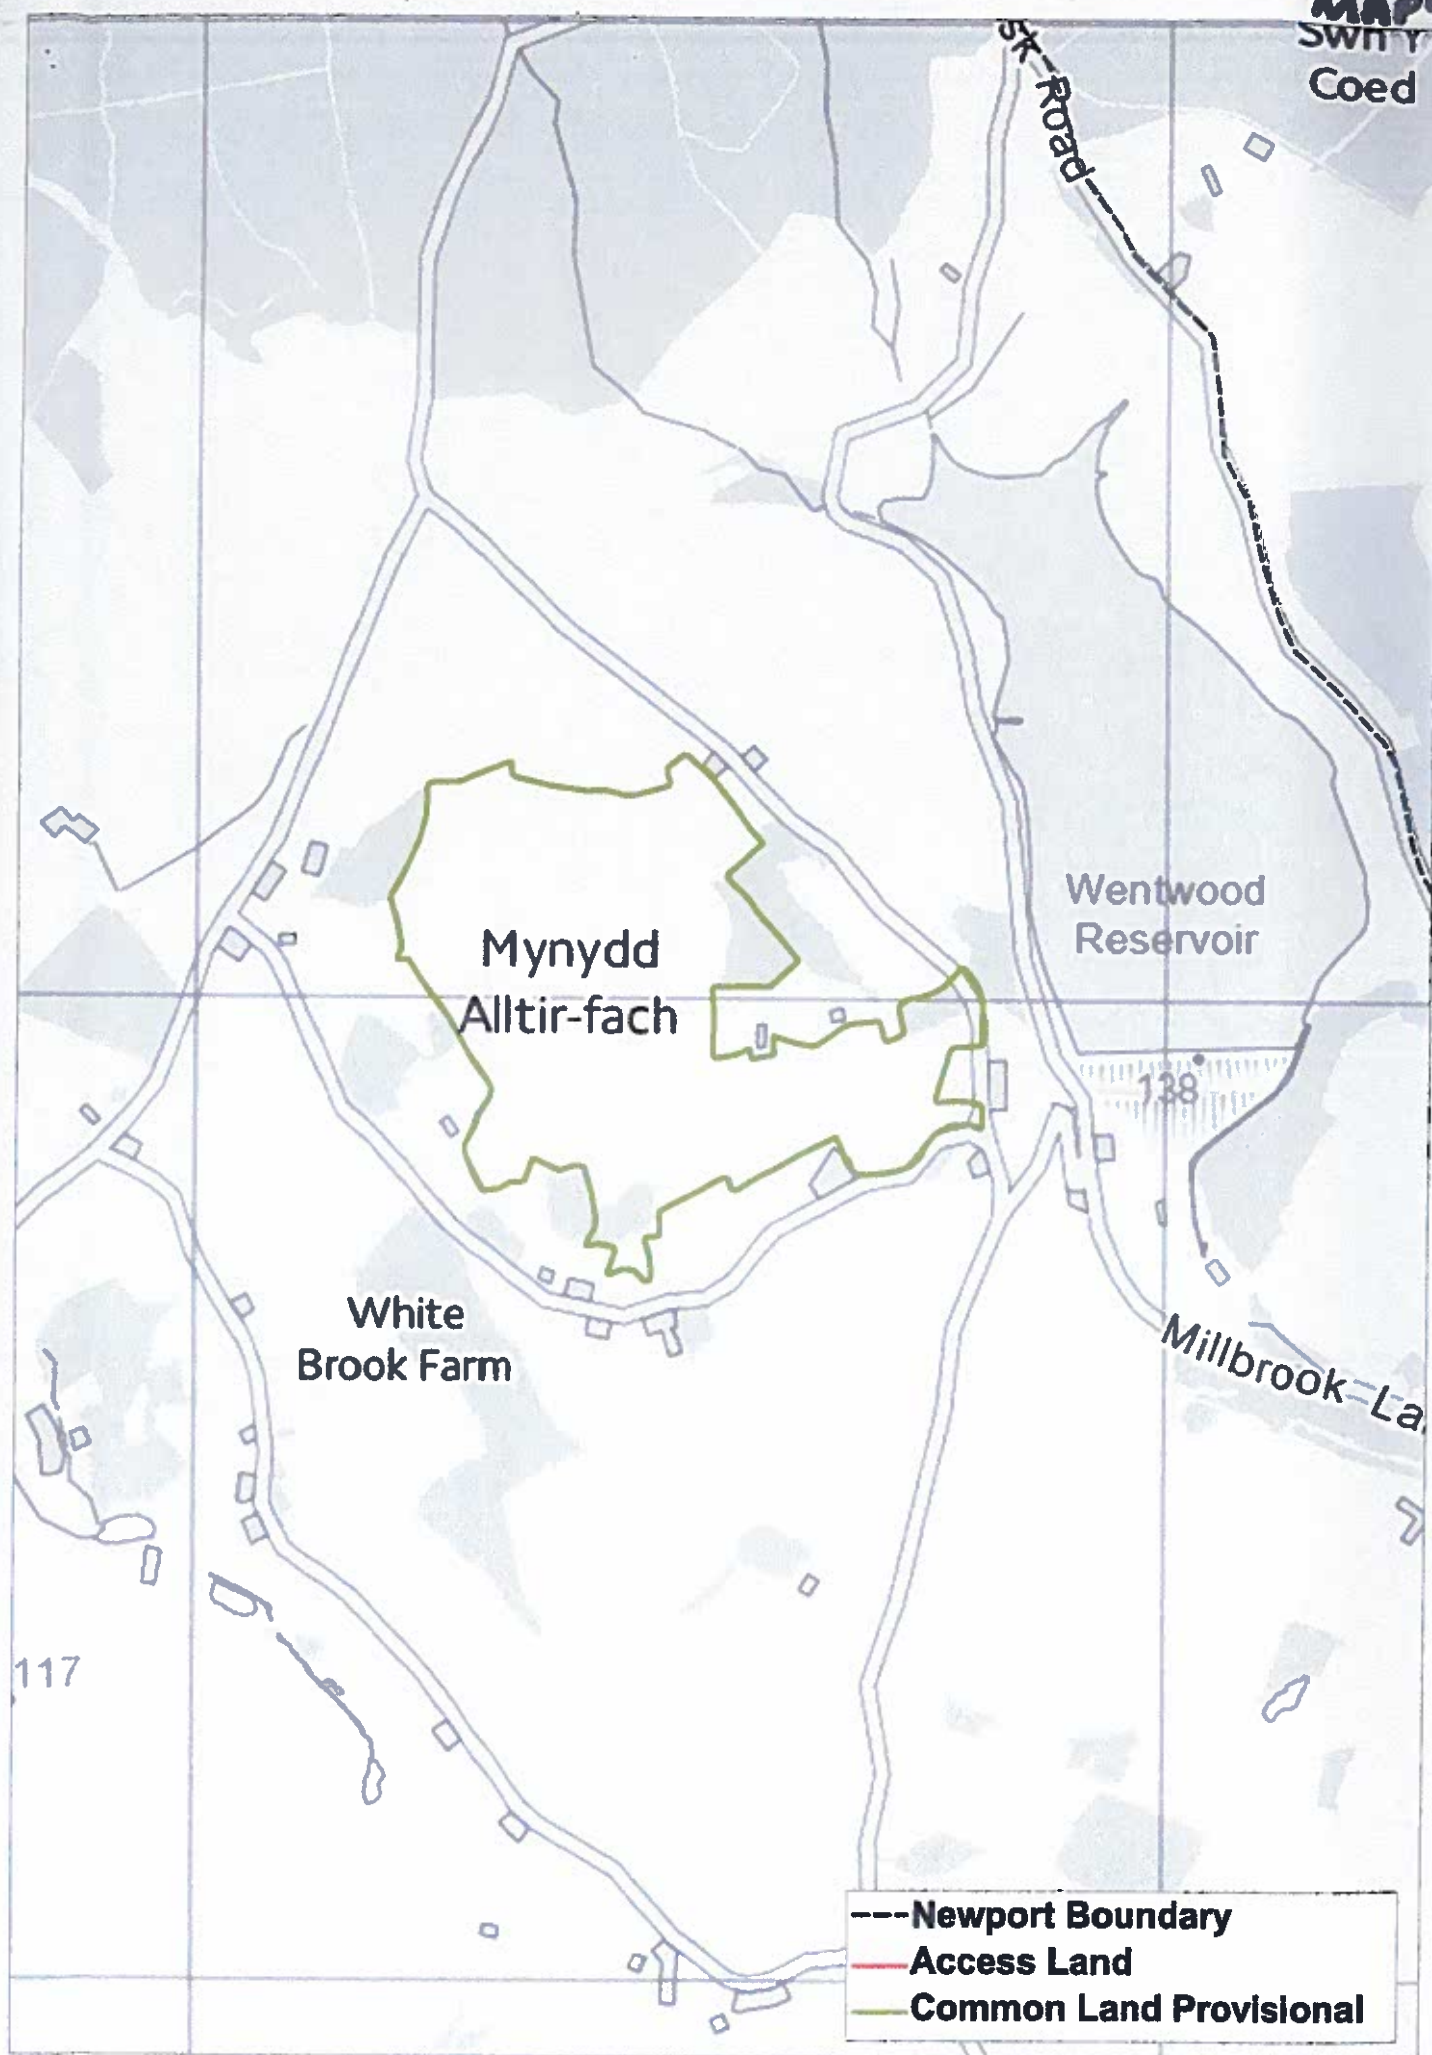 Coed
Road
Wentwood
Reservoir
Mynydd
Alltir-fach
138
White
Brook Farm
Millbrook
117
Newport Boundary
Access Land
Common Land Provisional